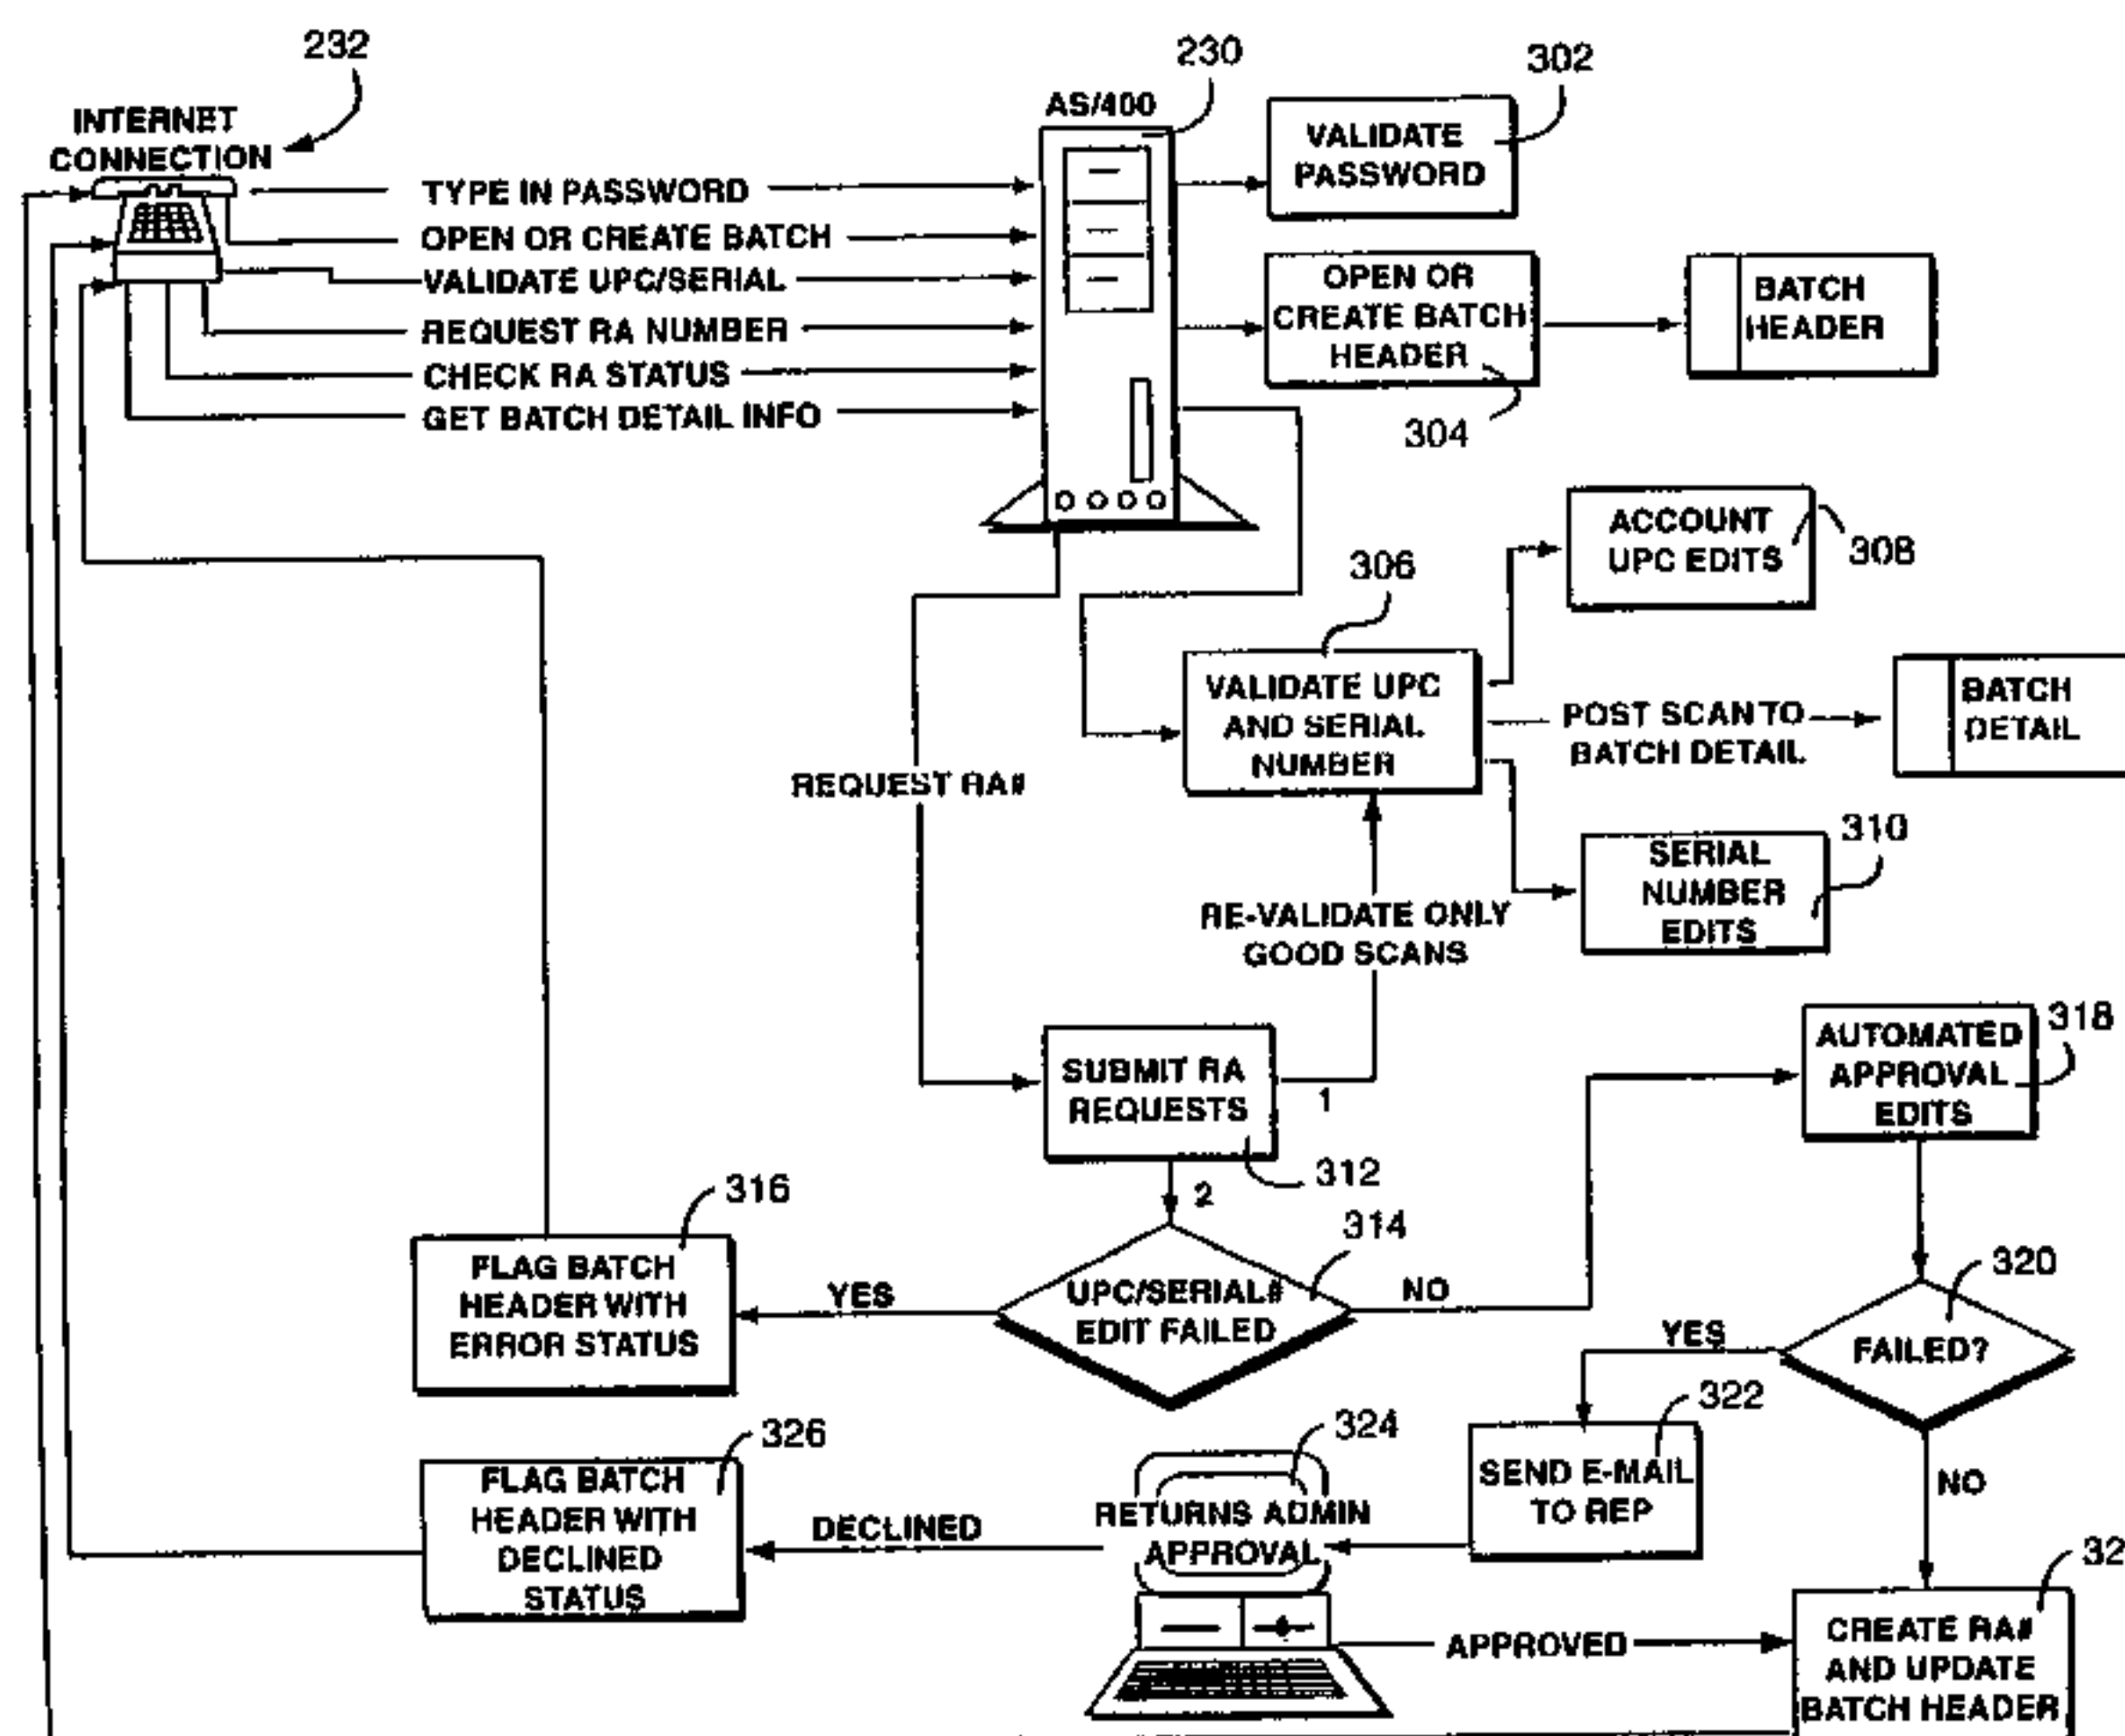 232
INTERNET
CONNECTION
230
AS/400
302
VALIDATE
PASSWORD
TYPE IN PASSWORD
OPEN OR CREATE BATCH
VALIDATE UPC/SERIAL
REQUEST RA NUMBER
CHECK RA STATUS
GET BATCH DETAIL INFO
OPEN OR
CREATE BATCH
HEADER
304
BATCH
HEADER
ACCOUNT
UPC EDITS
308
306
VALIDATE UPC
AND SERIAL
NUMBER
POST SCAN TO
BATCH DETAIL
BATCH
DETAIL
REQUEST RA#
310
SERIAL
NUMBER
EDITS
RE-VALIDATE ONLY
GOOD SCANS
SUBMIT RA
REQUESTS
1
312
2
AUTOMATED
APPROVAL
EDITS
318
316
FLAG BATCH
HEADER WITH
ERROR STATUS
YES
314
UPC/SERIAL#
EDIT FAILED
NO
320
FAILED?
YES
NO
322
SEND E-MAIL
TO REP
324
RETURNS ADMIN
APPROVAL
DECLINED
326
FLAG BATCH
HEADER WITH
DECLINED
STATUS
APPROVED
32
CREATE RA#
AND UPDATE
BATCH HEADER